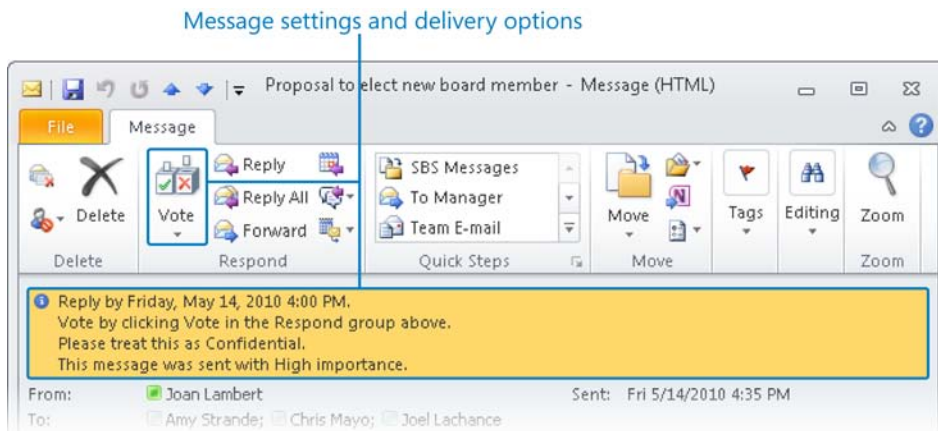 Message settings and delivery options
Proposal to elect new board member - Message (HTML)
File Message
Reply SBS Messages
Reply All To Manager
Delete Vote Forward Team E-mail Move Tags Editing Zoom
Delete Respond Quick Steps Move Zoom
Reply by Friday, May 14, 2010 4:00 PM.
Vote by clicking Vote in the Respond group above.
Please treat this as Confidential.
This message was sent with High importance.
From: Joan Lambert Sent: Fri 5/14/2010 4:35 PM
To: Amy Strande; Chris Mayo; Joel Lachance